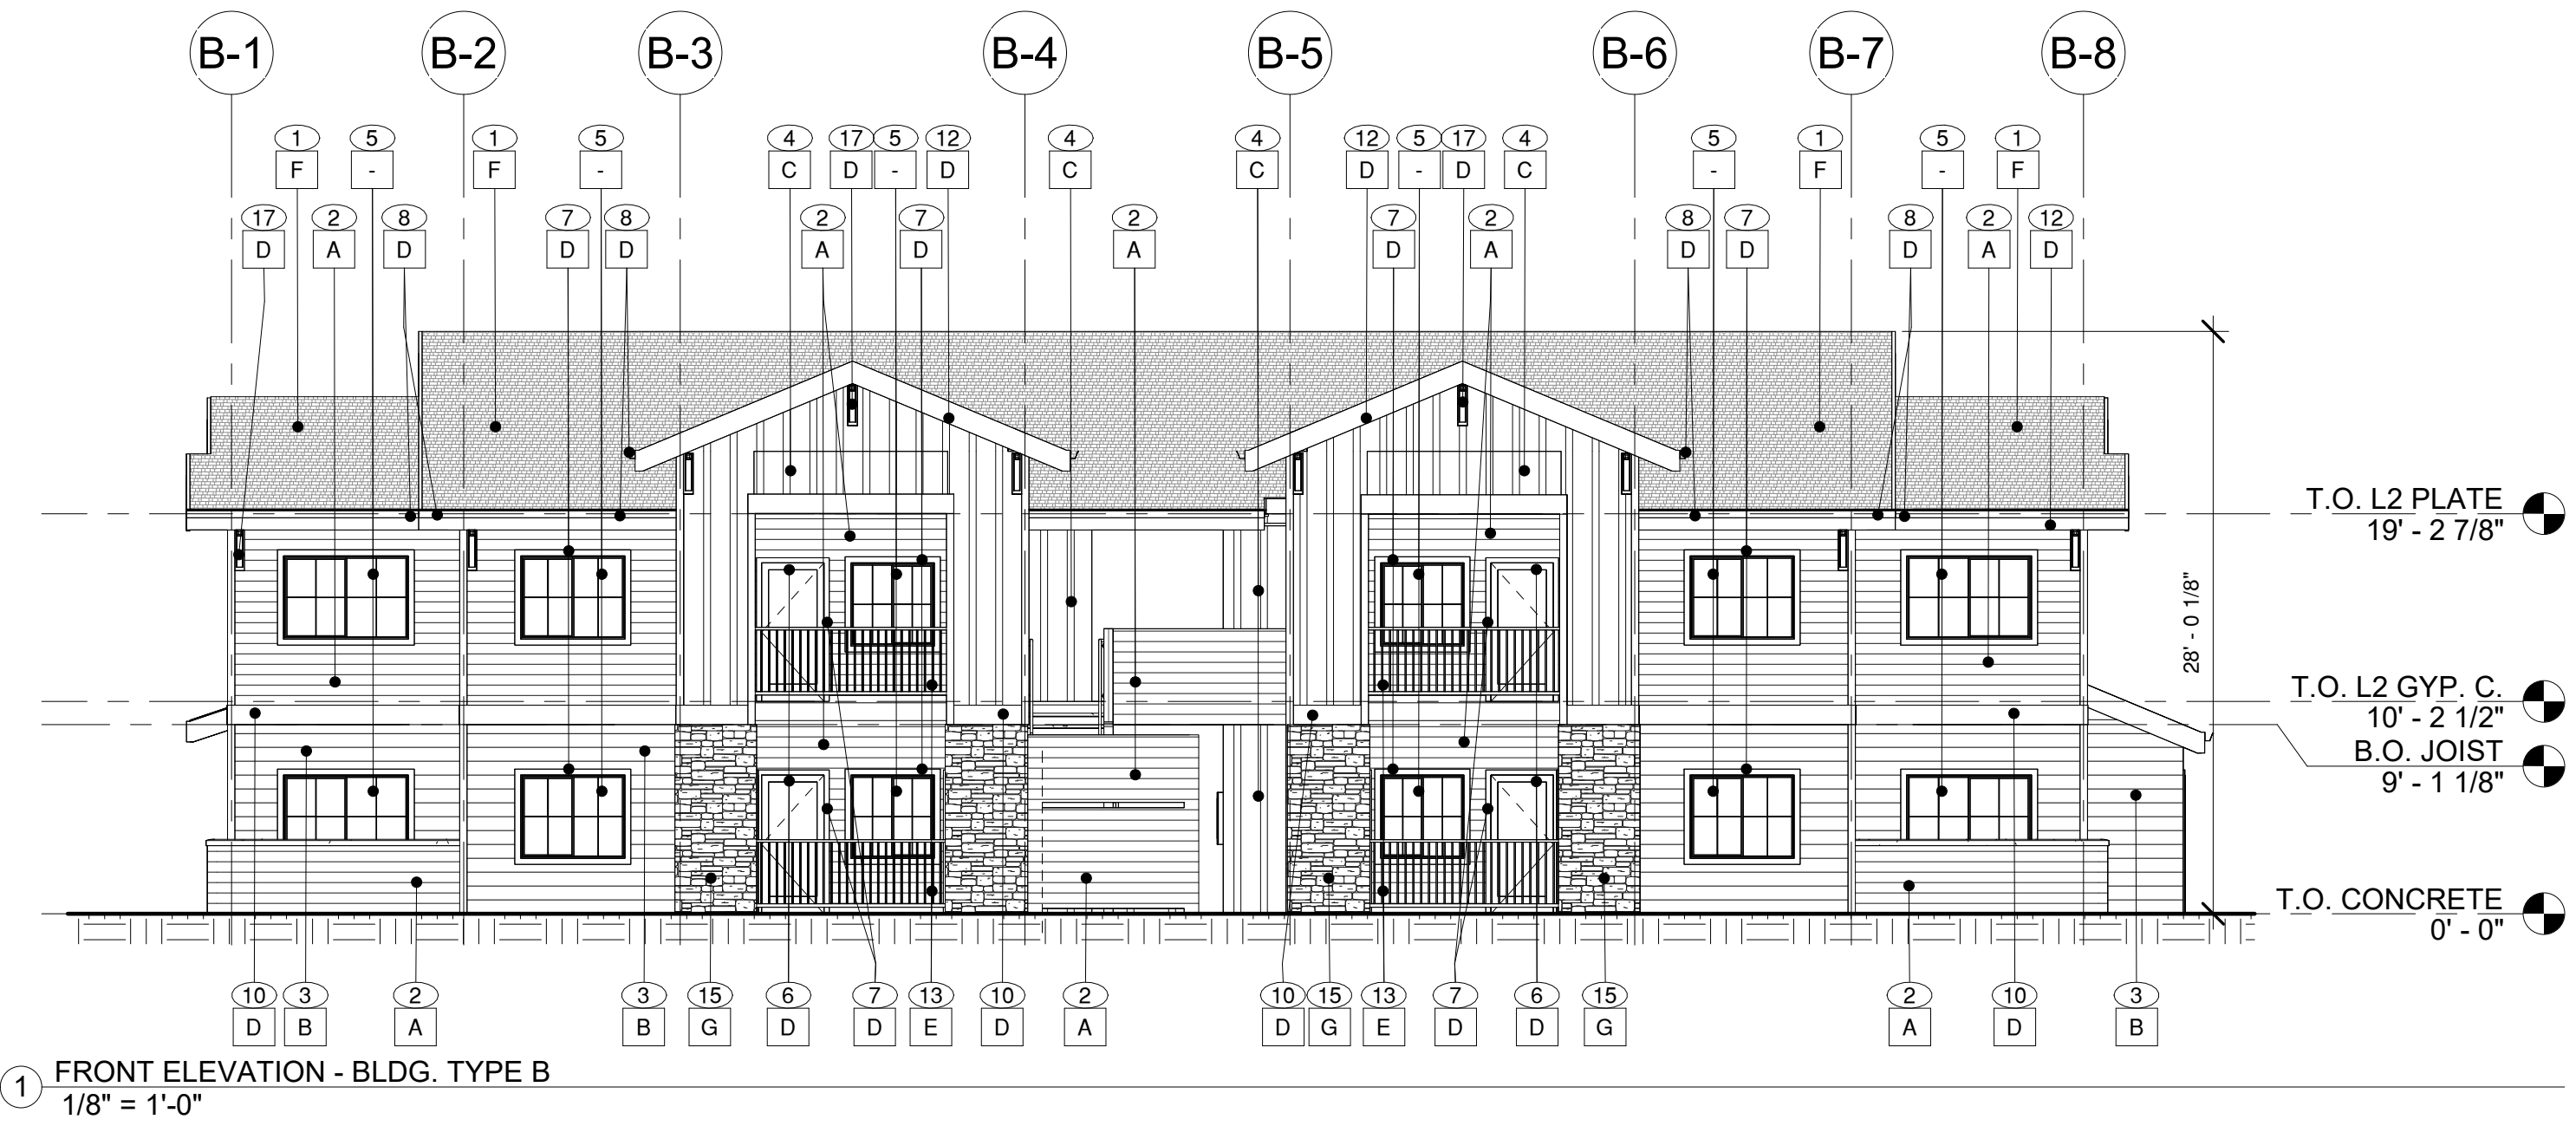 B-1 B-2 B-3 B-4 B-5 B-6 B-7 B-8
1 5 1 5 4 17 5 12 4 4 12 5 17 4 5 1 5 1
F - F - C D - D C C D - D C - F - F
17 2 8 7 8 2 7 2 7 2 8 7 8 2 12
D A D D D A D A D A D D D A D
T.O. L2 PLATE
19' - 2 7/8"
28' - 0 1/8"
T.O. L2 GYP. C.
10' - 2 1/2"
B.O. JOIST
9' - 1 1/8"
T.O. CONCRETE
0' - 0"
10 3 2 3 15 6 7 13 10 2 10 15 13 7 6 15 2 10 3
D B A B G D D E D A D G E D D G A D B
1 FRONT ELEVATION - BLDG. TYPE B
1/8" = 1'-0"